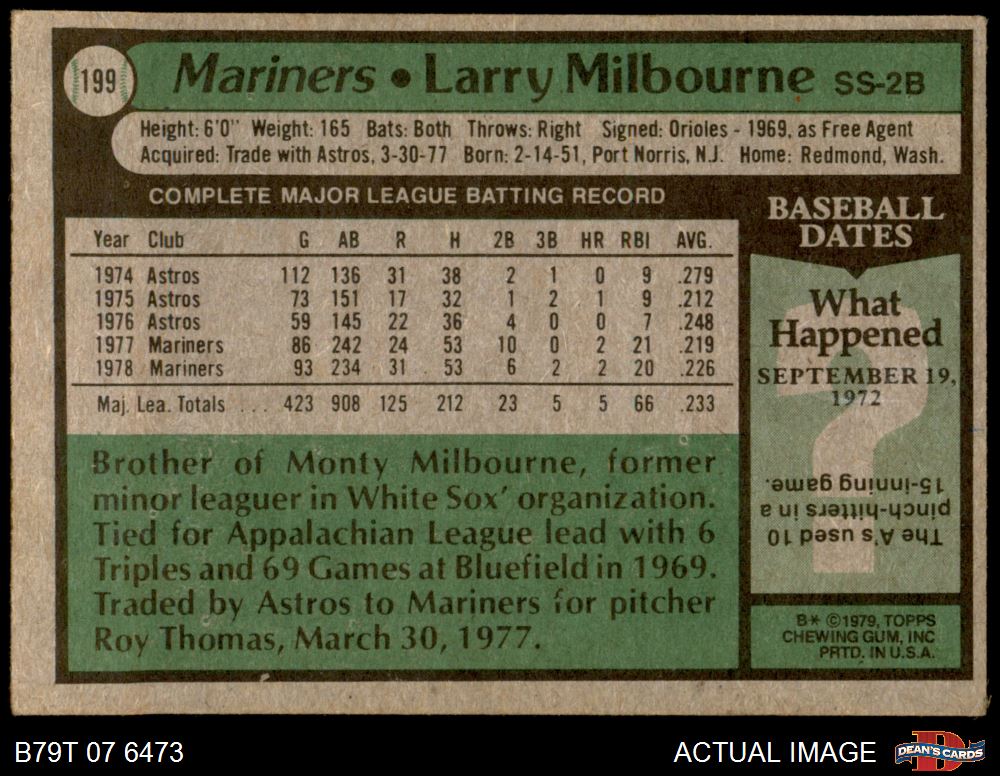 199
Mariners • Larry Milbourne SS-2B
Height: 6'0" Weight: 165 Bats: Both Throws: Right Signed: Orioles - 1969, as Free Agent
Acquired: Trade with Astros, 3-30-77 Born: 2-14-51, Port Norris, N.J. Home: Redmond, Wash.
COMPLETE MAJOR LEAGUE BATTING RECORD
Year Club G AB R H 2B 3B HR RBI AVG.
1974 Astros 112 136 31 38 2 1 0 9 .279
1975 Astros 73 151 17 32 1 2 1 9 .212
1976 Astros 59 145 22 36 4 0 0 7 .248
1977 Mariners 86 242 24 53 10 0 2 21 .219
1978 Mariners 93 234 31 53 6 2 2 20 .226
Maj. Lea. Totals ... 423 908 125 212 23 5 5 66 .233
Brother of Monty Milbourne, former
minor leaguer in White Sox' organization.
Tied for Appalachian League lead with 6
Triples and 69 Games at Bluefield in 1969.
Traded by Astros to Mariners for pitcher
Roy Thomas, March 30, 1977.
BASEBALL
DATES
What
Happened
SEPTEMBER 19,
1972
?
The A's used 10
pinch-hitters in a
15-inning game.
B* ©1979, TOPPS
CHEWING GUM, INC
PRTD. IN U.S.A.
B79T 07 6473
ACTUAL IMAGE
DEAN'S CARDS